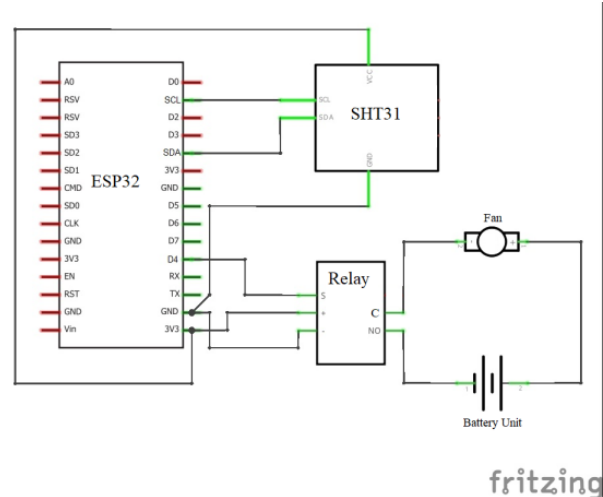 VCC
A0 D0
RSV SCL SCL
RSV D2 SDA SHT31
SD3 D3
SD2 SDA
SD1 3V3 GND
CMD ESP32 GND
SD0 D5
CLK D6
GND D7
3V3 D4
EN RX
RST TX
GND GND
Vin 3V3
Fan
- +
Relay
S
+ C
- NO
1 2
Battery Unit
fritzing